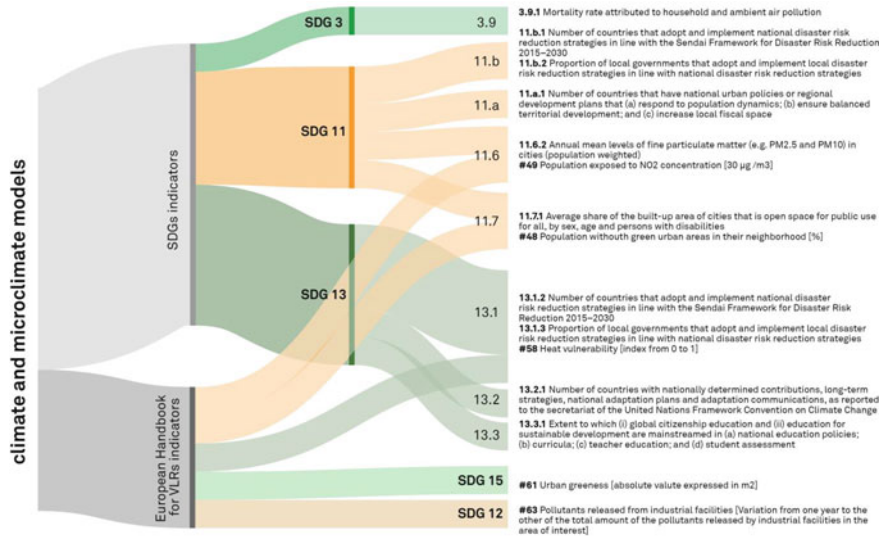 climate and microclimate models
SDGs indicators
European Handbook
for VLRs indicators
SDG 3
SDG 11
SDG 13
SDG 15
SDG 12
3.9
11.b
11.a
11.6
11.7
13.1
13.2
13.3
3.9.1 Mortality rate attributed to household and ambient air pollution
11.b.1 Number of countries that adopt and implement national disaster risk
reduction strategies in line with the Sendai Framework for Disaster Risk Reduction
2015–2030
11.b.2 Proportion of local governments that adopt and implement local disaster
risk reduction strategies in line with national disaster risk reduction strategies
11.a.1 Number of countries that have national urban policies or regional
development plans that (a) respond to population dynamics; (b) ensure balanced
territorial development; and (c) increase local fiscal space
11.6.2 Annual mean levels of fine particulate matter (e.g. PM2.5 and PM10) in
cities (population weighted)
#49 Population exposed to NO2 concentration [30 µg /m3]
11.7.1 Average share of the built-up area of cities that is open space for public use
for all, by sex, age and persons with disabilities
#48 Population withouth green urban areas in their neighborhood [%]
13.1.2 Number of countries that adopt and implement national disaster
risk reduction strategies in line with the Sendai Framework for Disaster Risk
Reduction 2015–2030
13.1.3 Proportion of local governments that adopt and implement local disaster
risk reduction strategies in line with national disaster risk reduction strategies
#58 Heat vulnerability [index from 0 to 1]
13.2.1 Number of countries with nationally determined contributions, long-term
strategies, national adaptation plans and adaptation communications, as reported
to the secretariat of the United Nations Framework Convention on Climate Change
13.3.1 Extent to which (i) global citizenship education and (ii) education for
sustainable development are mainstreamed in (a) national education policies;
(b) curricula; (c) teacher education; and (d) student assessment
#61 Urban greeness [absolute valute expressed in m2]
#63 Pollutants released from industrial facilities [Variation from one year to the
other of the total amount of the pollutants released by industrial facilities in the
area of interest]